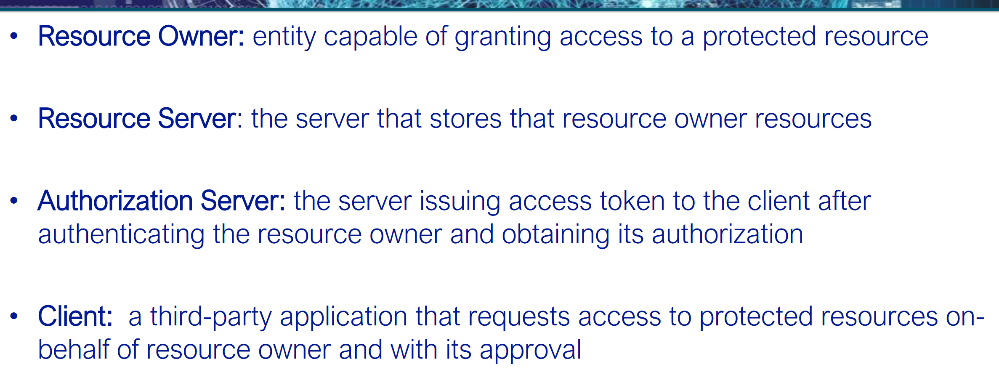 • Resource Owner: entity capable of granting access to a protected resource
• Resource Server: the server that stores that resource owner resources
• Authorization Server: the server issuing access token to the client after
authenticating the resource owner and obtaining its authorization
• Client:  a third-party application that requests access to protected resources on-
behalf of resource owner and with its approval